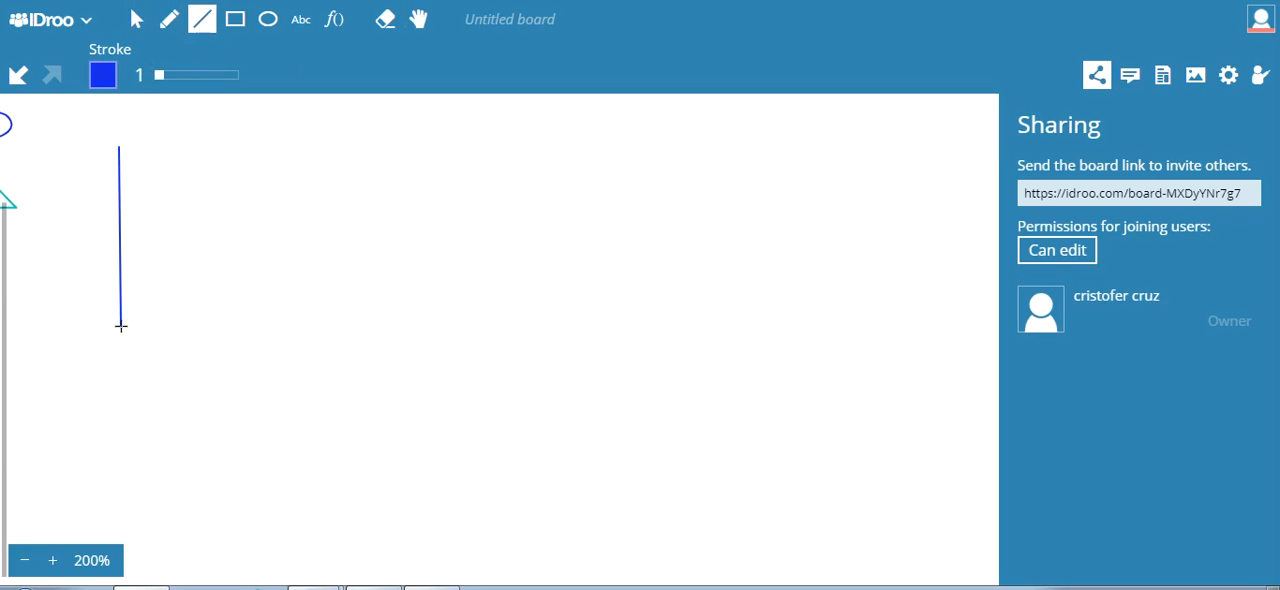 IDroo
Abc
f()
Untitled board
Stroke
1
Sharing
Send the board link to invite others.
https://idroo.com/board-MXDyYNr7g7
Permissions for joining users:
Can edit
cristofer cruz
Owner
− + 200%